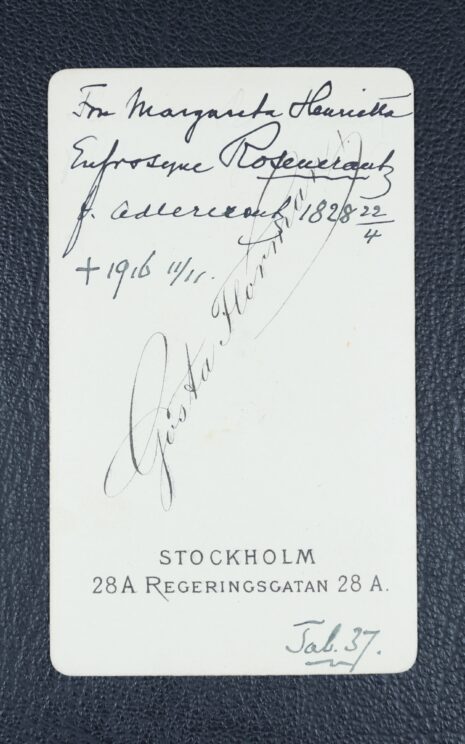 Fru Margareta Henrietta
Eufrosyne Rosencrantz
f. Adlercreutz 1828 22/4
+ 1916 11/11.
Gösta Florman
STOCKHOLM
28A REGERINGSGATAN 28 A.
Tab. 37.